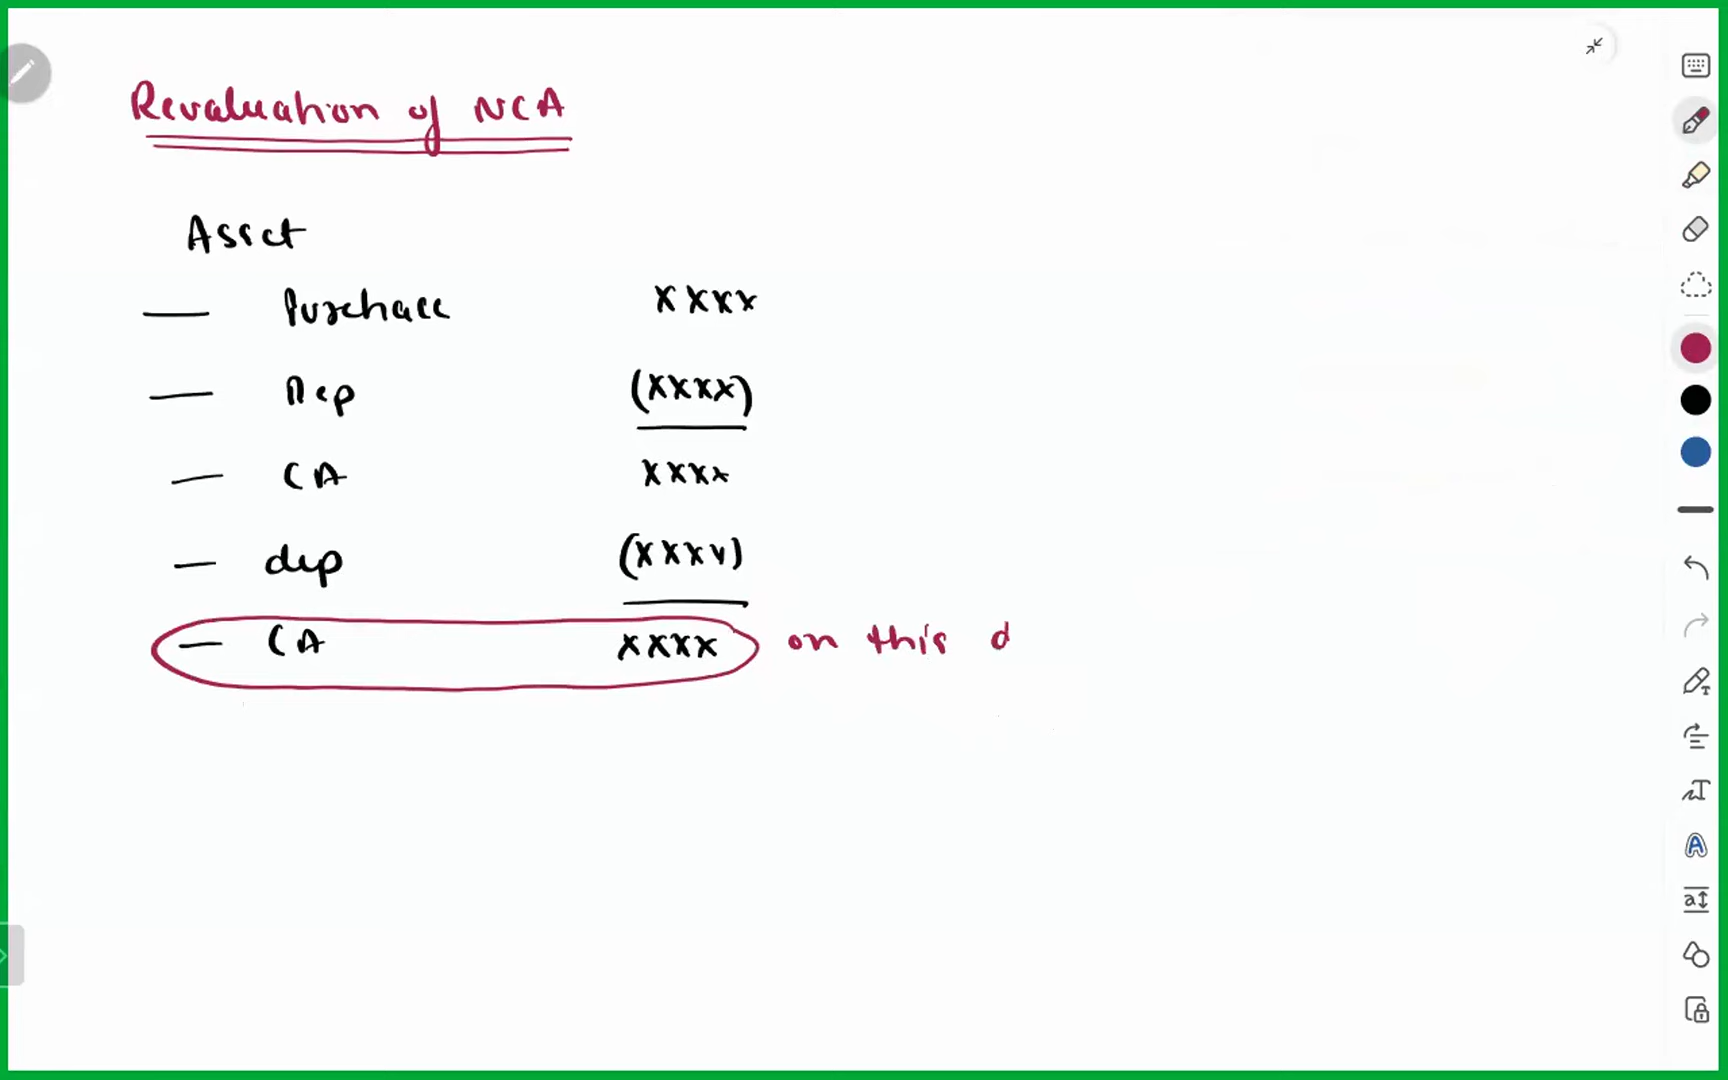 Revaluation of NCA
Asset
— Purchase xxxx
— Dep (xxxx)
— CA xxxx
— dep (xxxx)
— CA xxxx on this d